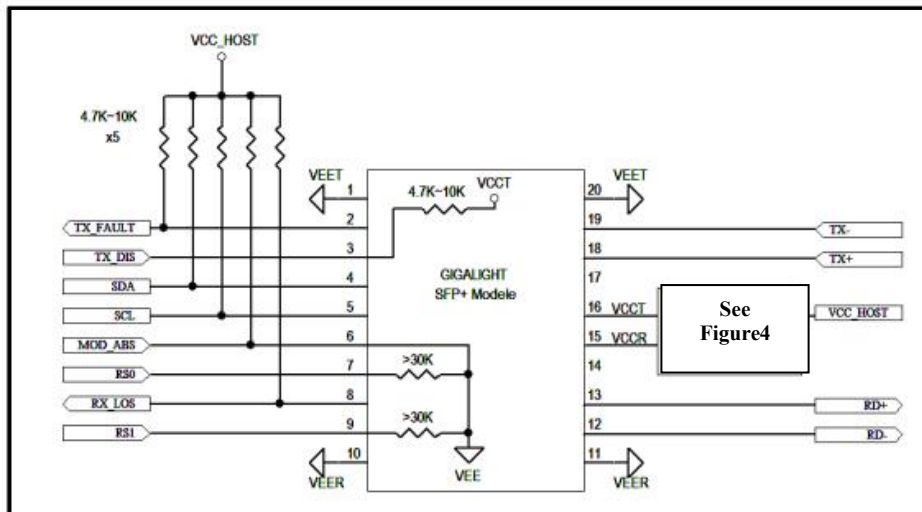 VCC_HOST
4.7K~10K
x5
VEET
1
4.7K~10K
VCCT
20
VEET
TX_FAULT
2
19
TX-
TX_DIS
3
18
TX+
SDA
4
GIGALIGHT
SFP+ Modele
17
SCL
5
16
VCCT
See
Figure4
VCC_HOST
MOD_ABS
6
15
VCCR
RS0
7
>30K
14
RX_LOS
8
13
RD+
RS1
9
>30K
12
RD-
10
VEER
VEE
11
VEER